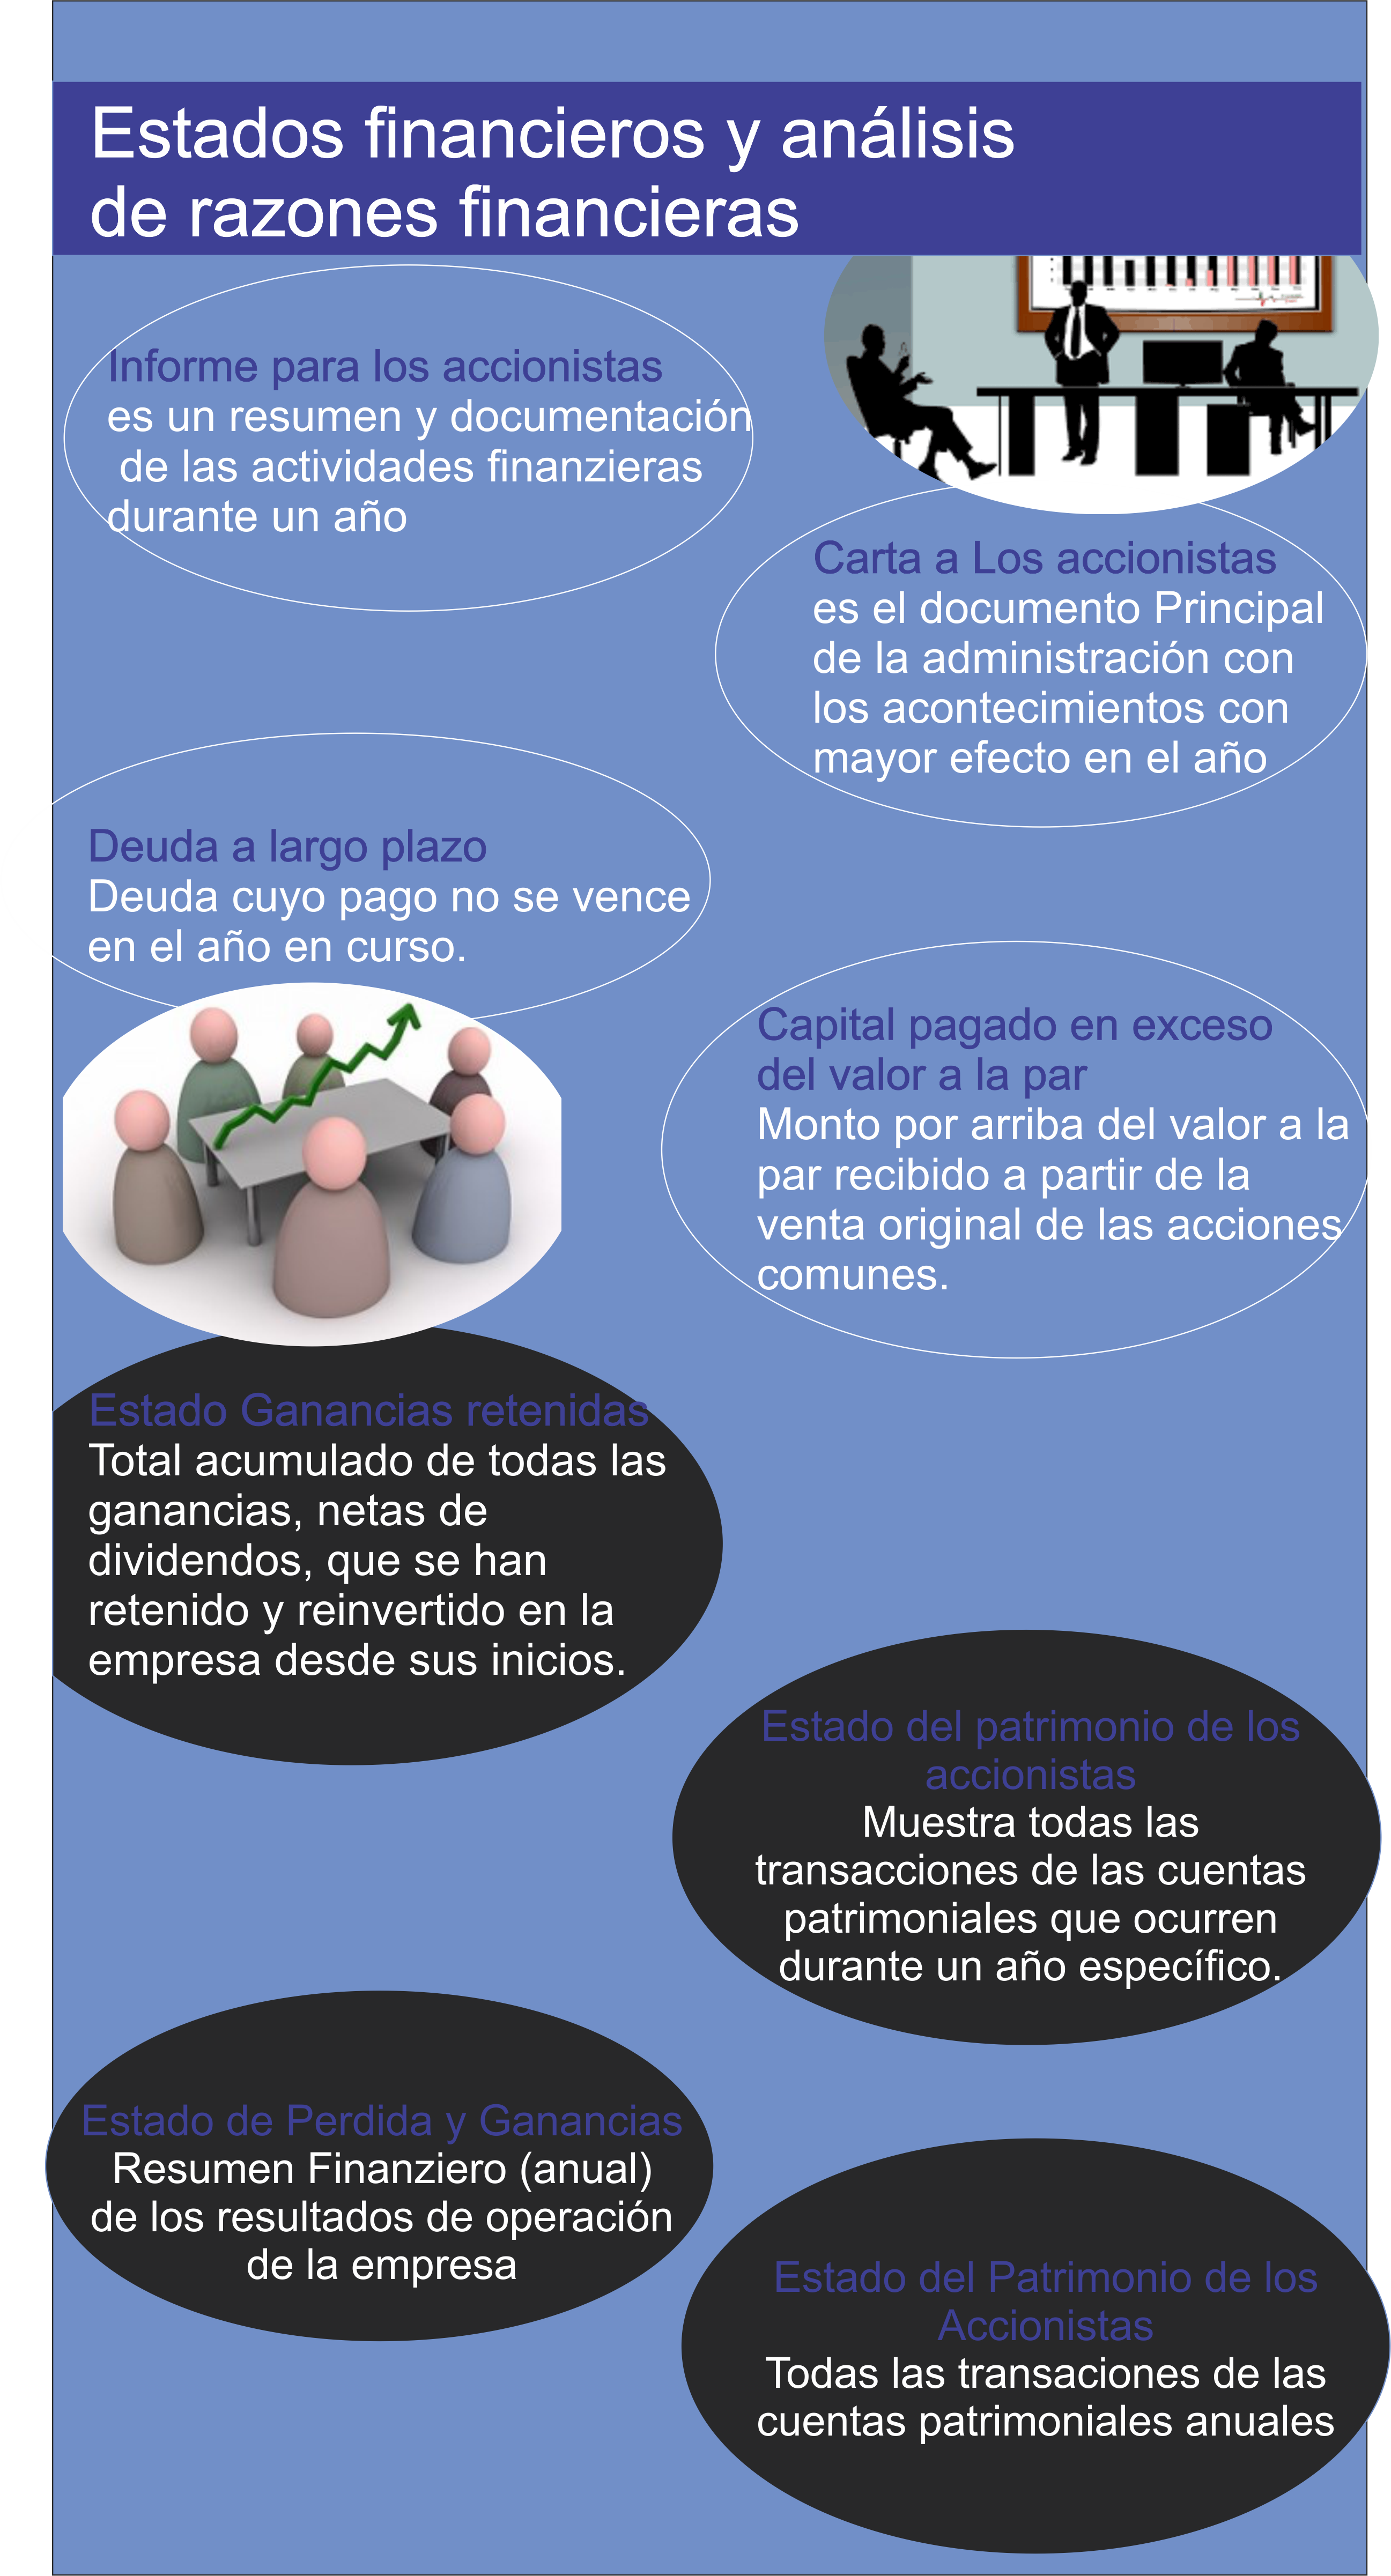 Estados financieros y análisis
de razones financieras
Informe para los accionistas
es un resumen y documentación
de las actividades finanzieras
durante un año
Carta a Los accionistas
es el documento Principal
de la administración con
los acontecimientos con
mayor efecto en el año
Deuda a largo plazo
Deuda cuyo pago no se vence
en el año en curso.
Capital pagado en exceso
del valor a la par
Monto por arriba del valor a la
par recibido a partir de la
venta original de las acciones
comunes.
Estado Ganancias retenidas
Total acumulado de todas las
ganancias, netas de
dividendos, que se han
retenido y reinvertido en la
empresa desde sus inicios.
Estado del patrimonio de los
accionistas
Muestra todas las
transacciones de las cuentas
patrimoniales que ocurren
durante un año específico.
Estado de Perdida y Ganancias
Resumen Finanziero (anual)
de los resultados de operación
de la empresa
Estado del Patrimonio de los
Accionistas
Todas las transaciones de las
cuentas patrimoniales anuales